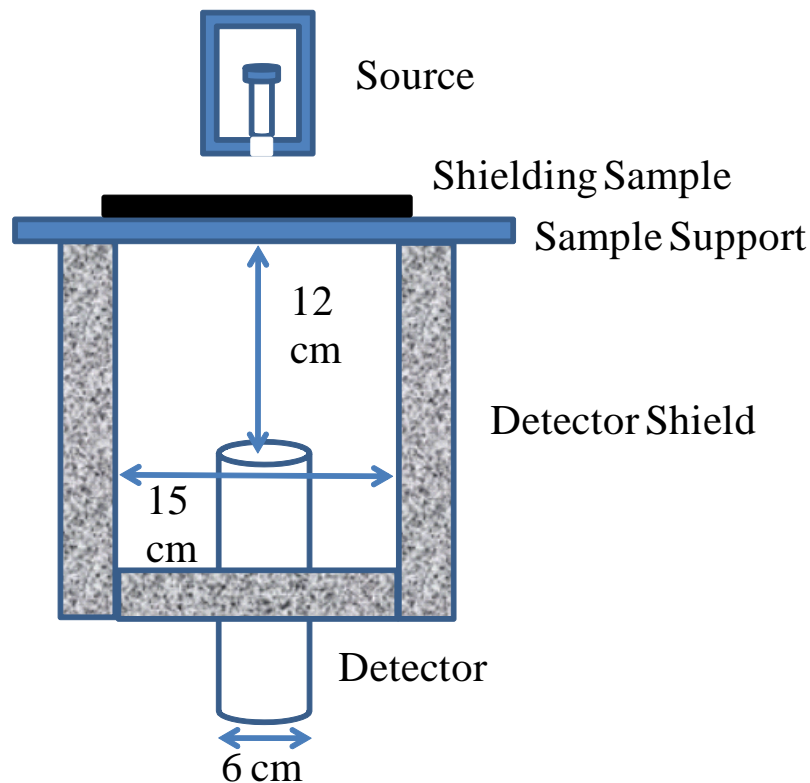 Source
Shielding Sample
Sample Support
12
cm
Detector Shield
15
cm
Detector
6 cm